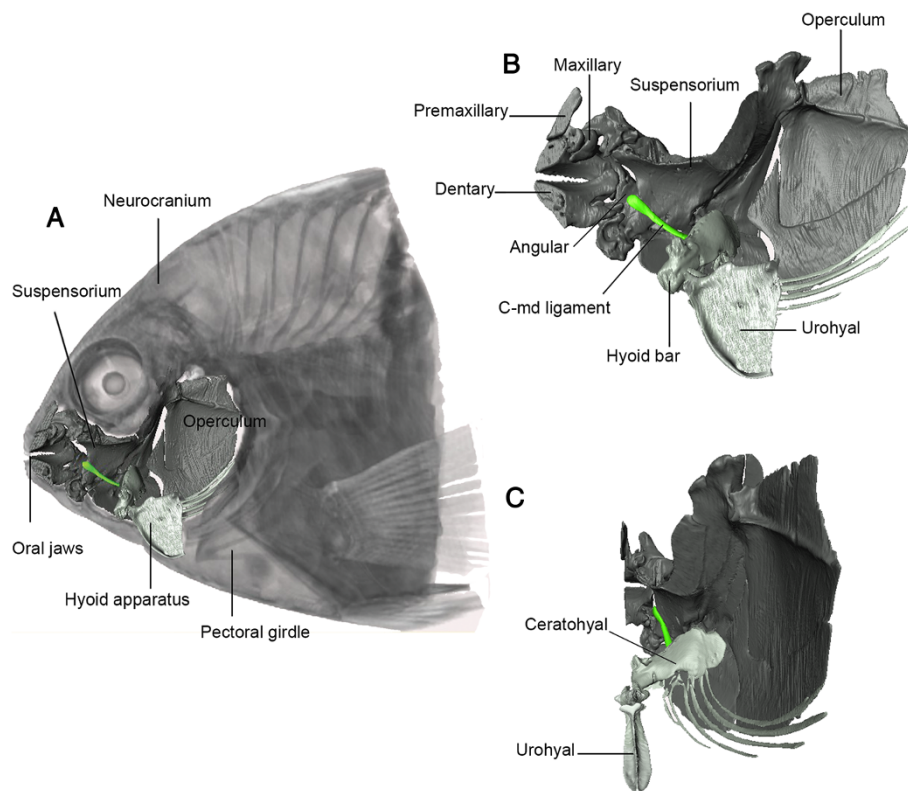 A
Neurocranium
Suspensorium
Operculum
Oral jaws
Hyoid apparatus
Pectoral girdle
B
Operculum
Maxillary
Suspensorium
Premaxillary
Dentary
Angular
C-md ligament
Hyoid bar
Urohyal
C
Ceratohyal
Urohyal